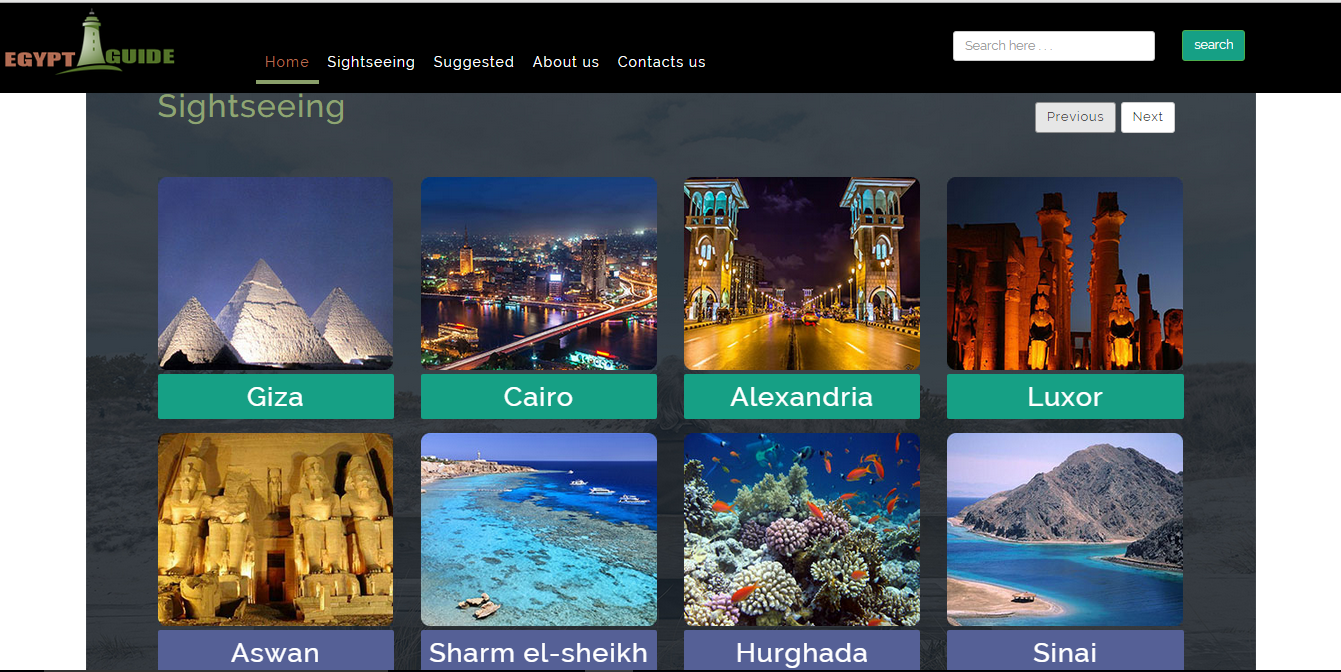 EGYPT GUIDE
Home Sightseeing Suggested About us Contacts us
Search here . . .
search
Sightseeing
Previous Next
Giza Cairo Alexandria Luxor
Aswan Sharm el-sheikh Hurghada Sinai